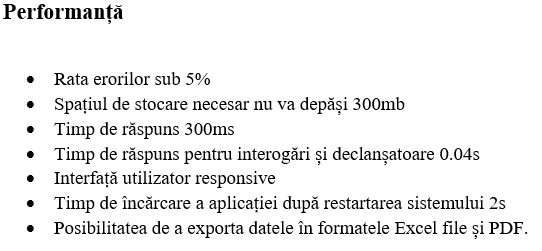 Performanță
• Rata erorilor sub 5%
• Spațiul de stocare necesar nu va depăși 300mb
• Timp de răspuns 300ms
• Timp de răspuns pentru interogări și declanșatoare 0.04s
• Interfață utilizator responsive
• Timp de încărcare a aplicației după restartarea sistemului 2s
• Posibilitatea de a exporta datele în formatele Excel file și PDF.